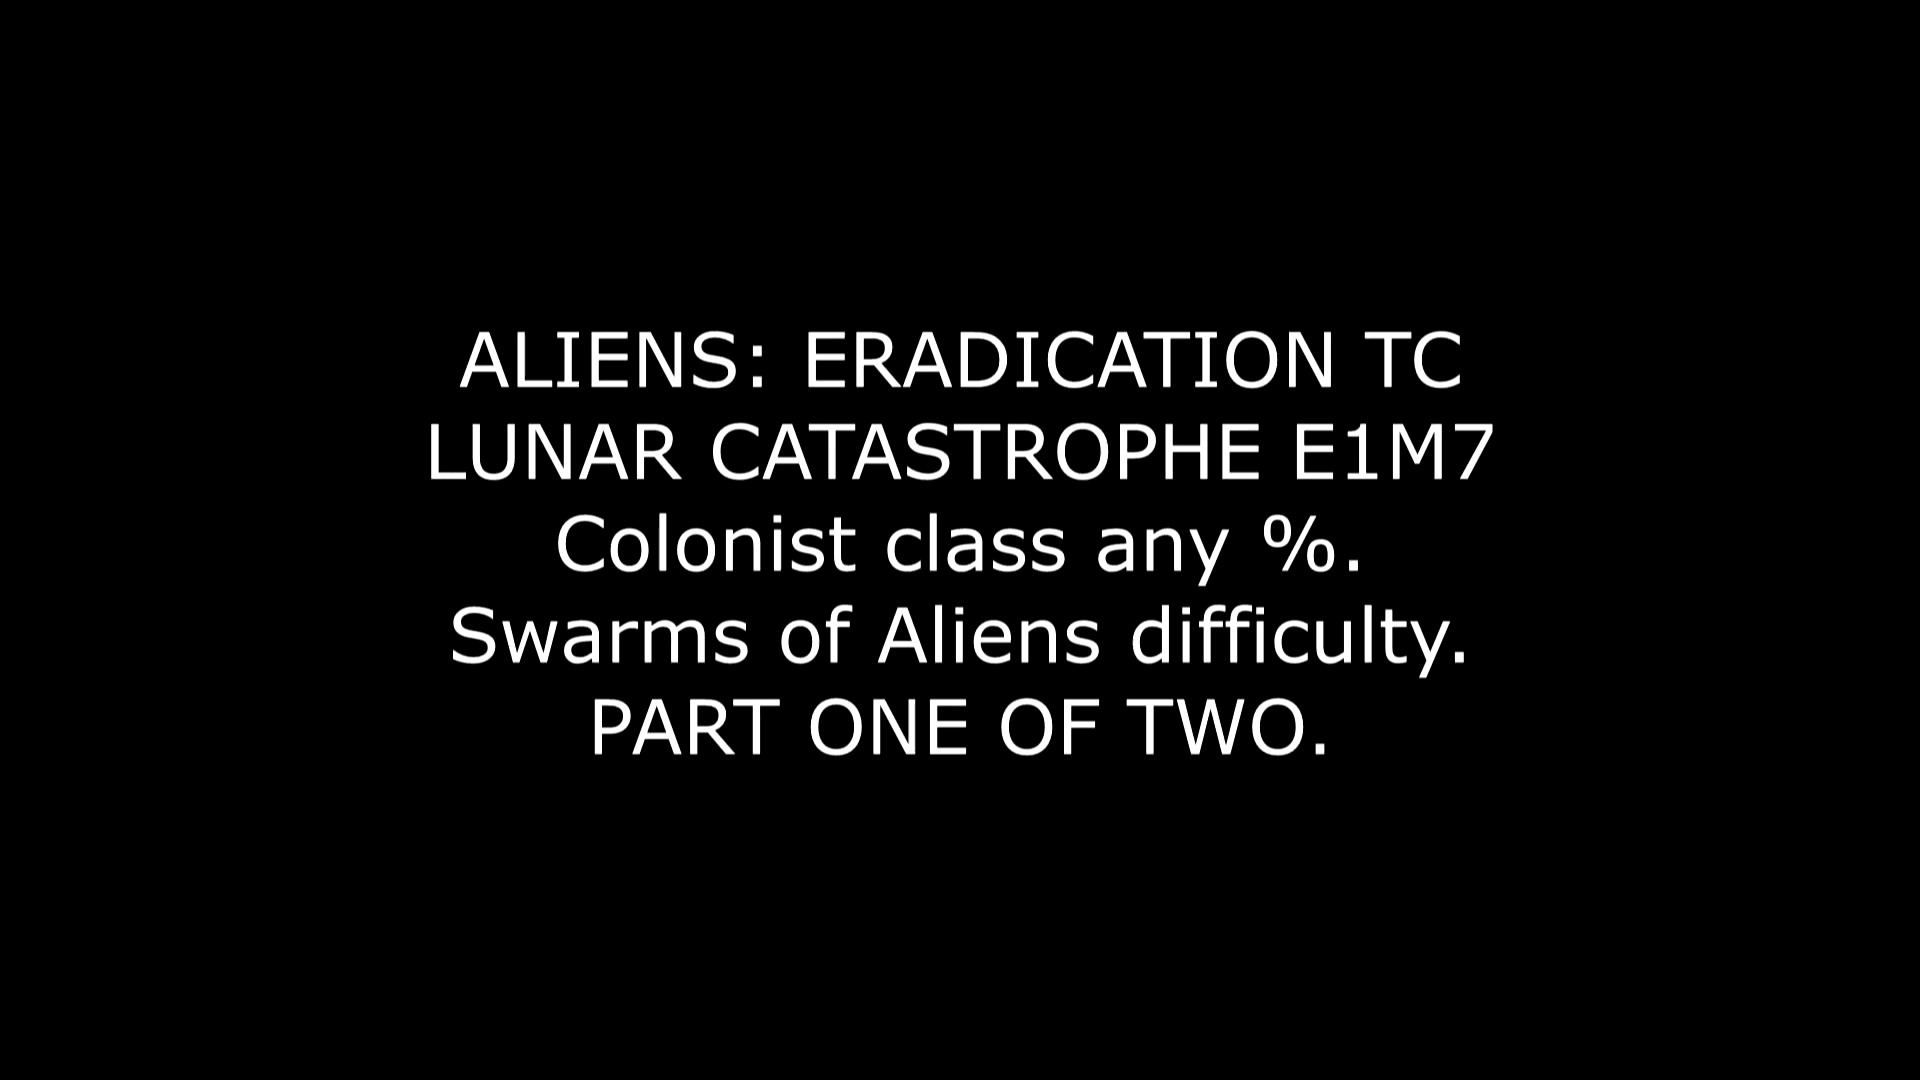 ALIENS: ERADICATION TC
LUNAR CATASTROPHE E1M7
Colonist class any %.
Swarms of Aliens difficulty.
PART ONE OF TWO.